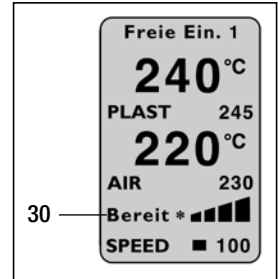 Freie Ein. 1
240°C
PLAST 245
220°C
AIR 230
30 Bereit *
SPEED 100